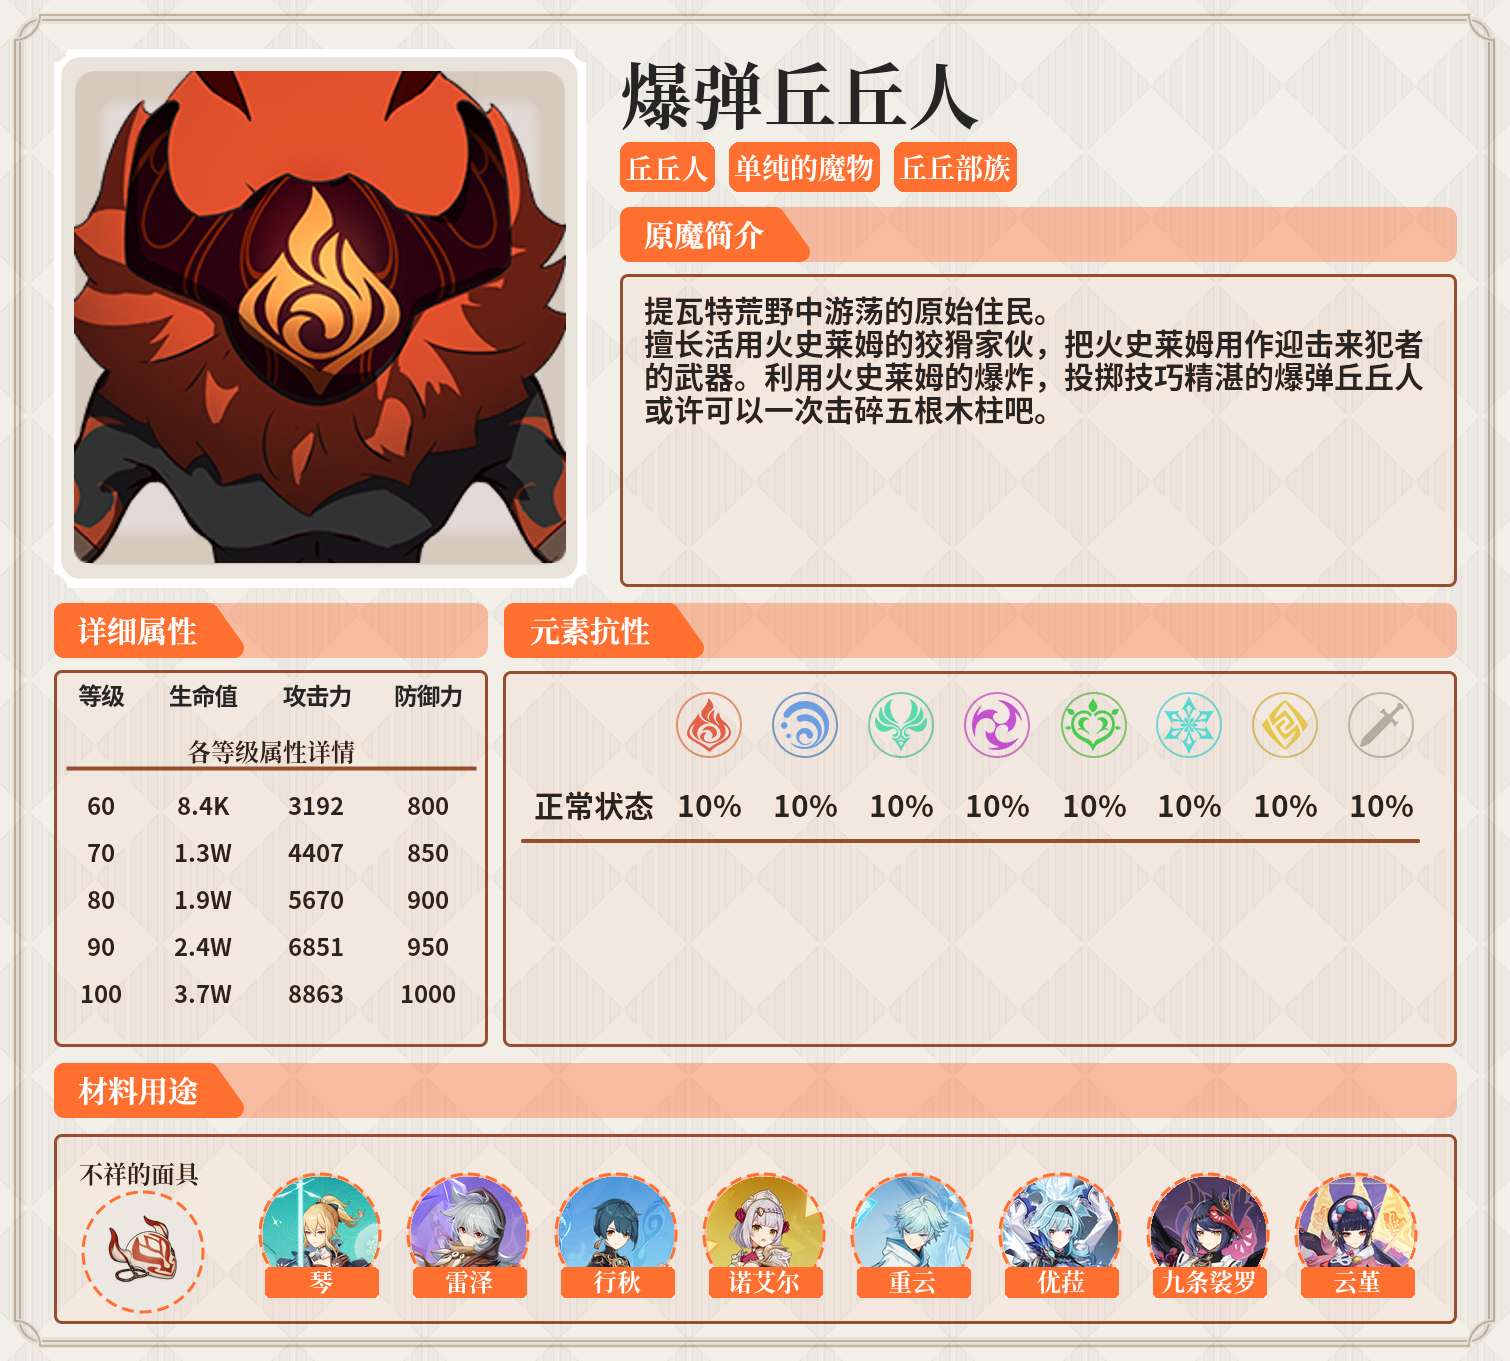 爆弹丘丘人
丘丘人 单纯的魔物 丘丘部族
原魔简介
提瓦特荒野中游荡的原始住民。
擅长活用火史莱姆的狡猾家伙，把火史莱姆用作迎击来犯者
的武器。利用火史莱姆的爆炸，投掷技巧精湛的爆弹丘丘人
或许可以一次击碎五根木柱吧。
详细属性
等级 生命值 攻击力 防御力
各等级属性详情
60 8.4K 3192 800
70 1.3W 4407 850
80 1.9W 5670 900
90 2.4W 6851 950
100 3.7W 8863 1000
元素抗性
正常状态 10% 10% 10% 10% 10% 10% 10% 10%
材料用途
不祥的面具
琴 雷泽 行秋 诺艾尔 重云 优菈 九条裟罗 云堇